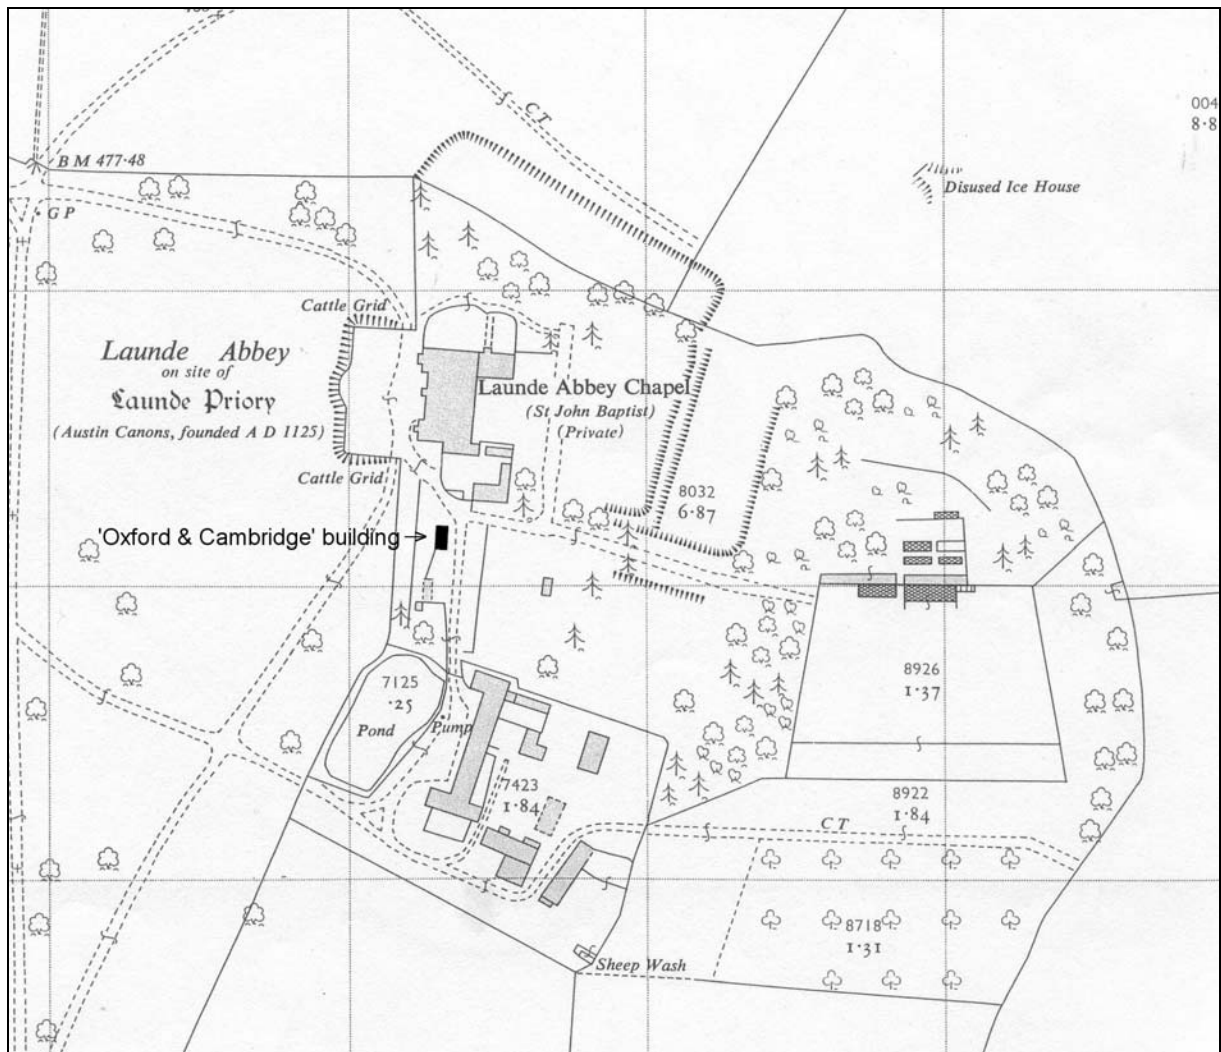 CT
004
8·8
BM 477·48
Disused Ice House
GP
Cattle Grid
Launde Abbey
on site of
Launde Priory
(Austin Canons, founded A D 1125)
Launde Abbey Chapel
(St John Baptist)
(Private)
Cattle Grid
8032
6·87
'Oxford & Cambridge' building
8926
1·37
7125
·25
Pond
Pump
7423
1·84
8922
1·84
CT
8718
1·31
Sheep Wash